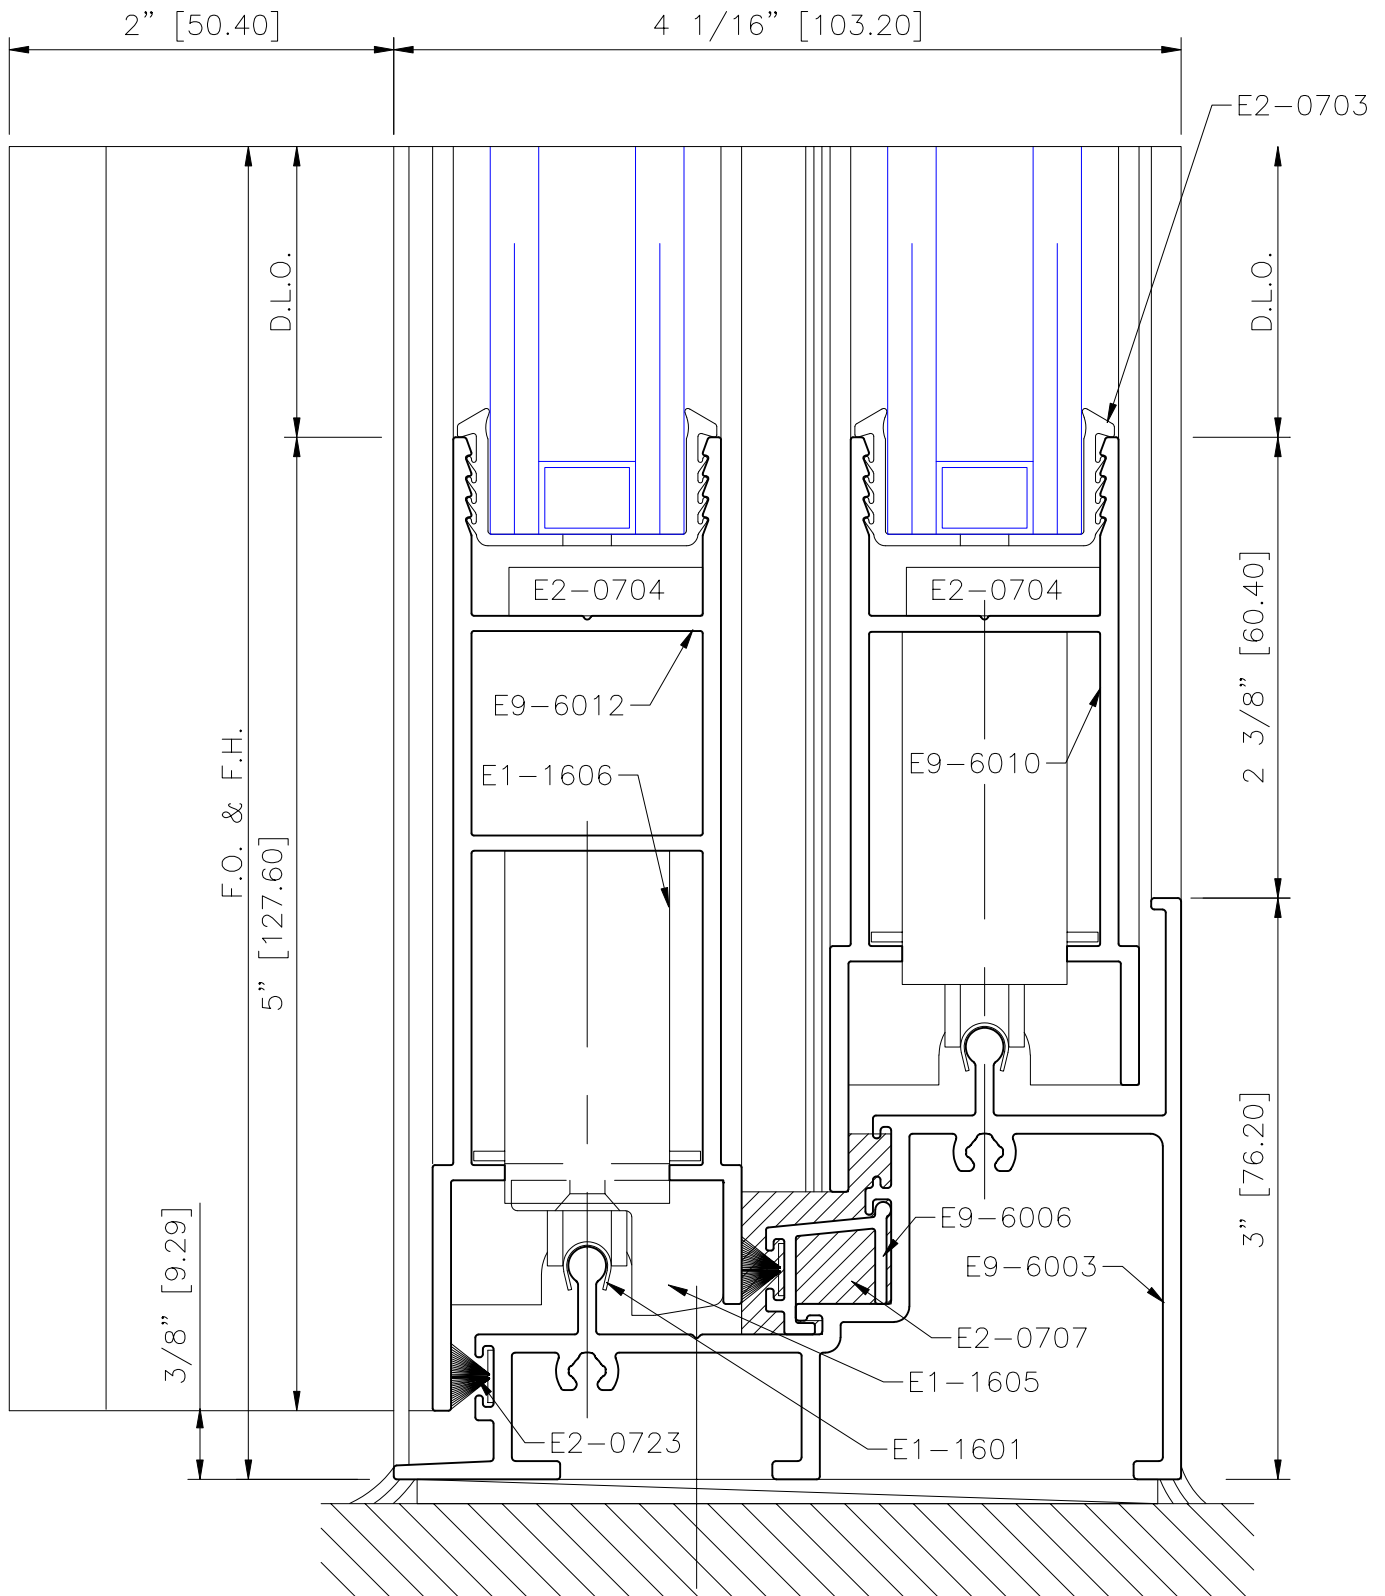 2” [50.40]
4 1/16” [103.20]
E2-0703
D.L.O.
D.L.O.
E2-0704
E2-0704
2 3/8” [60.40]
E9-6012
E9-6010
E1-1606
F.O. & F.H.
5” [127.60]
3” [76.20]
3/8” [9.29]
E9-6006
E9-6003
E2-0707
E1-1605
E2-0723
E1-1601